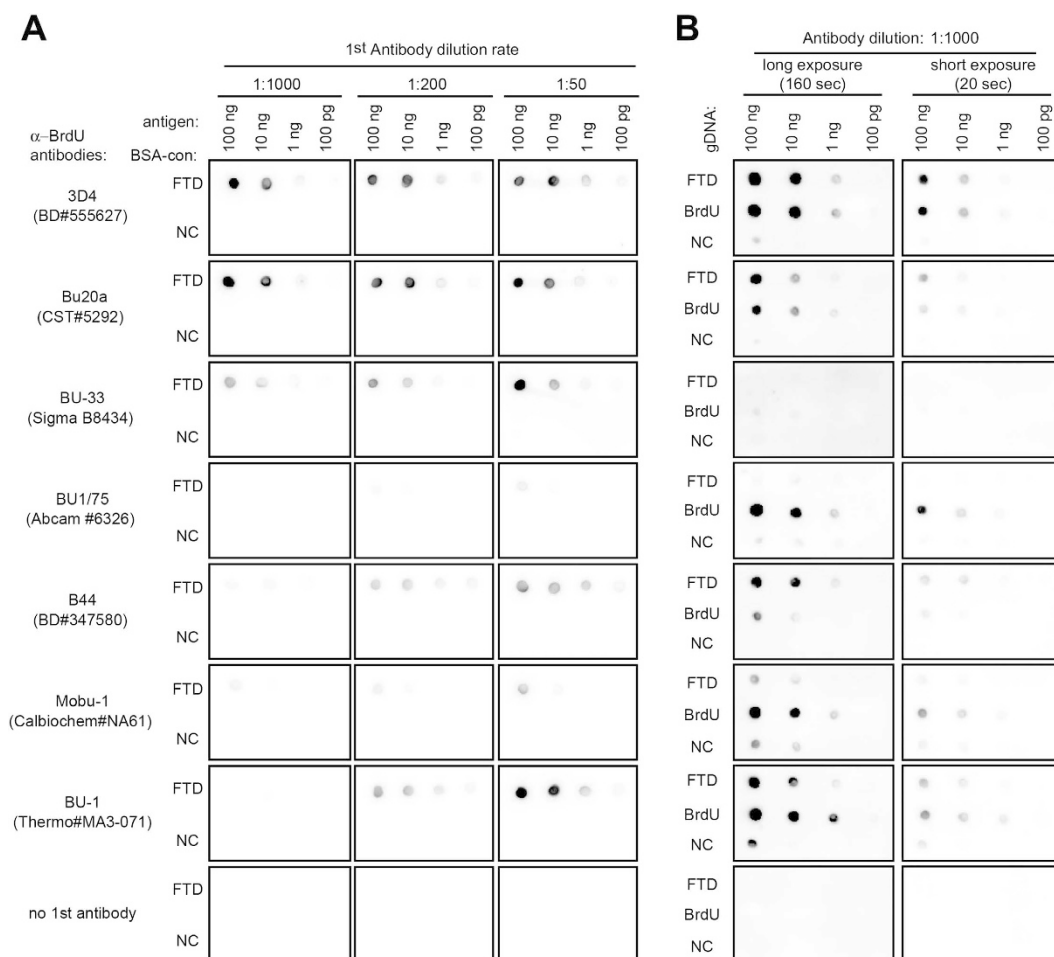 A
1st Antibody dilution rate
1:1000 1:200 1:50
antigen: 100 ng 10 ng 1 ng 100 pg 100 ng 10 ng 1 ng 100 pg 100 ng 10 ng 1 ng 100 pg
α–BrdU
antibodies: BSA-con:
3D4
(BD#555627)
FTD
NC
Bu20a
(CST#5292)
FTD
NC
BU-33
(Sigma B8434)
FTD
NC
BU1/75
(Abcam #6326)
FTD
NC
B44
(BD#347580)
FTD
NC
Mobu-1
(Calbiochem#NA61)
FTD
NC
BU-1
(Thermo#MA3-071)
FTD
NC
no 1st antibody
FTD
NC
B
Antibody dilution: 1:1000
long exposure
(160 sec)
short exposure
(20 sec)
gDNA: 100 ng 10 ng 1 ng 100 pg 100 ng 10 ng 1 ng 100 pg
FTD
BrdU
NC
FTD
BrdU
NC
FTD
BrdU
NC
FTD
BrdU
NC
FTD
BrdU
NC
FTD
BrdU
NC
FTD
BrdU
NC
FTD
BrdU
NC